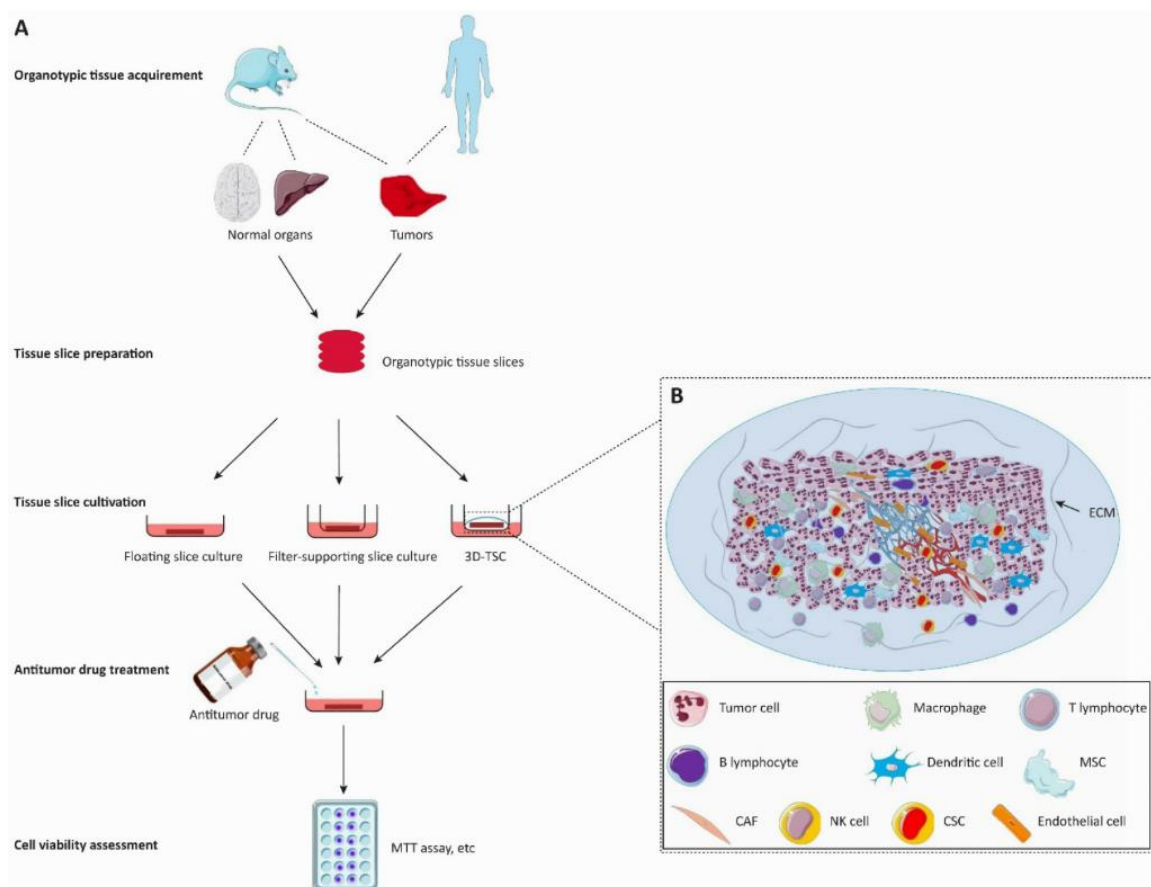 A
Organotypic tissue acquirement
Normal organs
Tumors
Tissue slice preparation
Organotypic tissue slices
B
Tissue slice cultivation
ECM
Floating slice culture
Filter-supporting slice culture
3D-TSC
Antitumor drug treatment
Antitumor drug
Tumor cell
Macrophage
T lymphocyte
B lymphocyte
Dendritic cell
MSC
CAF
NK cell
CSC
Endothelial cell
Cell viability assessment
MTT assay, etc